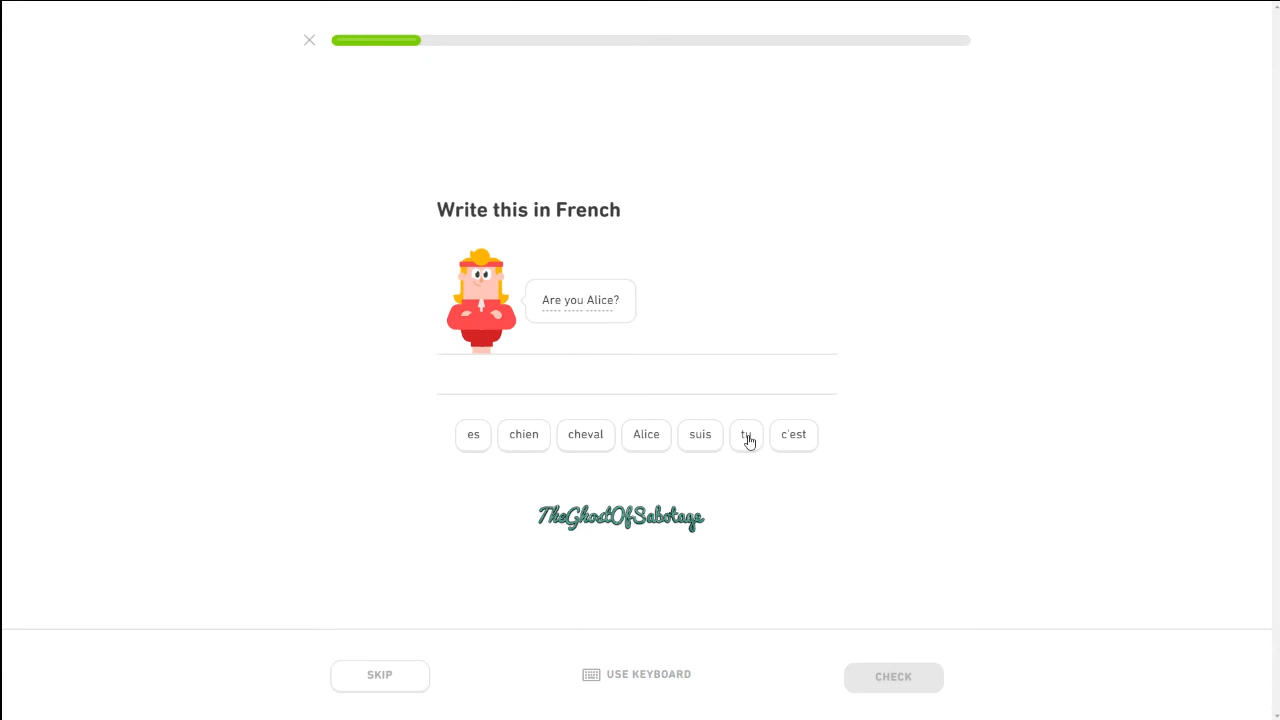 Write this in French
Are you Alice?
es chien cheval Alice suis tu c'est
TheGhostOfSabotage
SKIP USE KEYBOARD CHECK